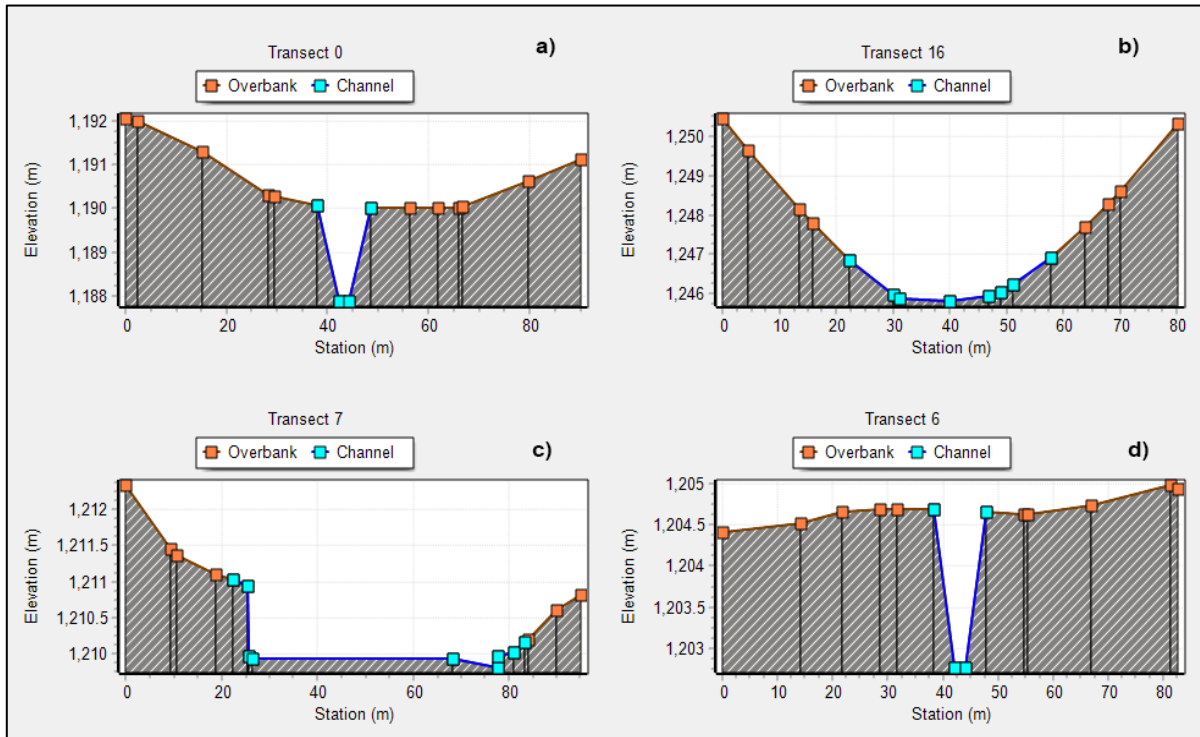 Transect 0
a)
Overbank Channel
1,192
1,191
1,190
1,189
1,188
Elevation (m)
0 20 40 60 80
Station (m)
Transect 16
b)
Overbank Channel
1,250
1,249
1,248
1,247
1,246
Elevation (m)
0 10 20 30 40 50 60 70 80
Station (m)
Transect 7
c)
Overbank Channel
1,212
1,211.5
1,211
1,210.5
1,210
Elevation (m)
0 20 40 60 80
Station (m)
Transect 6
d)
Overbank Channel
1,205
1,204.5
1,204
1,203.5
1,203
Elevation (m)
0 10 20 30 40 50 60 70 80
Station (m)